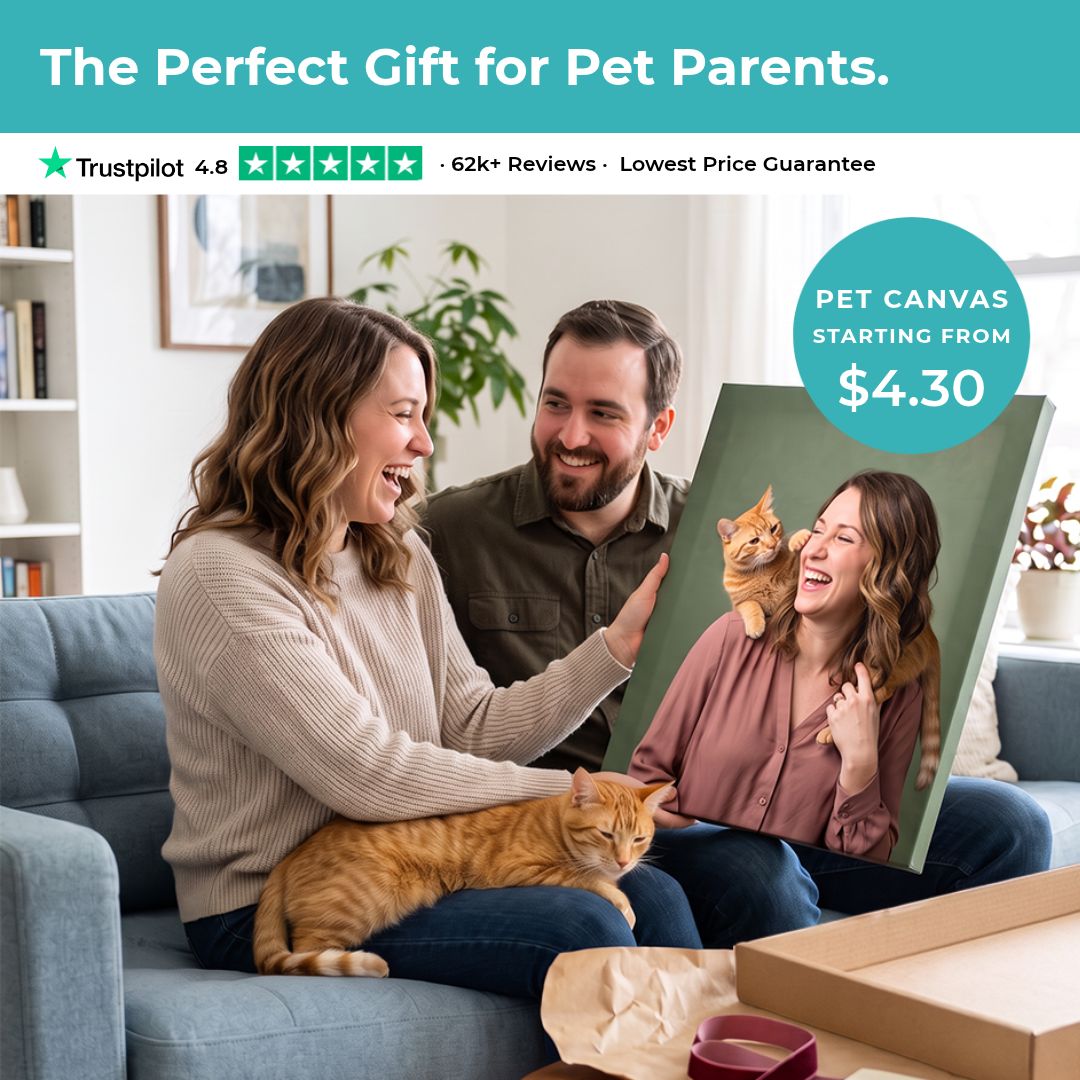 The Perfect Gift for Pet Parents.
Trustpilot 4.8 · 62k+ Reviews · Lowest Price Guarantee
PET CANVAS
STARTING FROM
$4.30